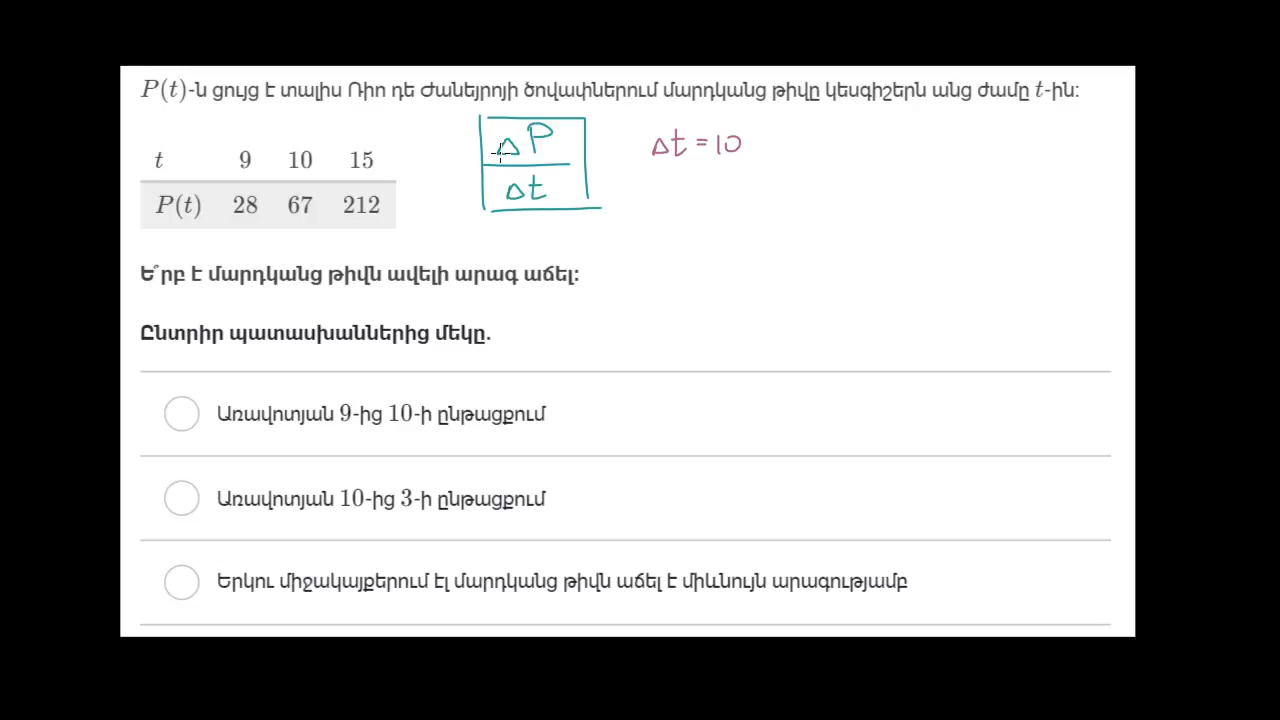 P(t)-ն ցույց է տալիս Ռիո դե Ժանեյրոյի ծովափներում մարդկանց թիվը կեսգիշերն անց ժամը t-ին:
t 9 10 15
P(t) 28 67 212
ΔP
Δt
Δt = 10
Ե՞րբ է մարդկանց թիվն ավելի արագ աճել:
Ընտրիր պատասխաններից մեկը.
Առավոտյան 9-ից 10-ի ընթացքում
Առավոտյան 10-ից 3-ի ընթացքում
Երկու միջակայքերում էլ մարդկանց թիվն աճել է միևնույն արագությամբ